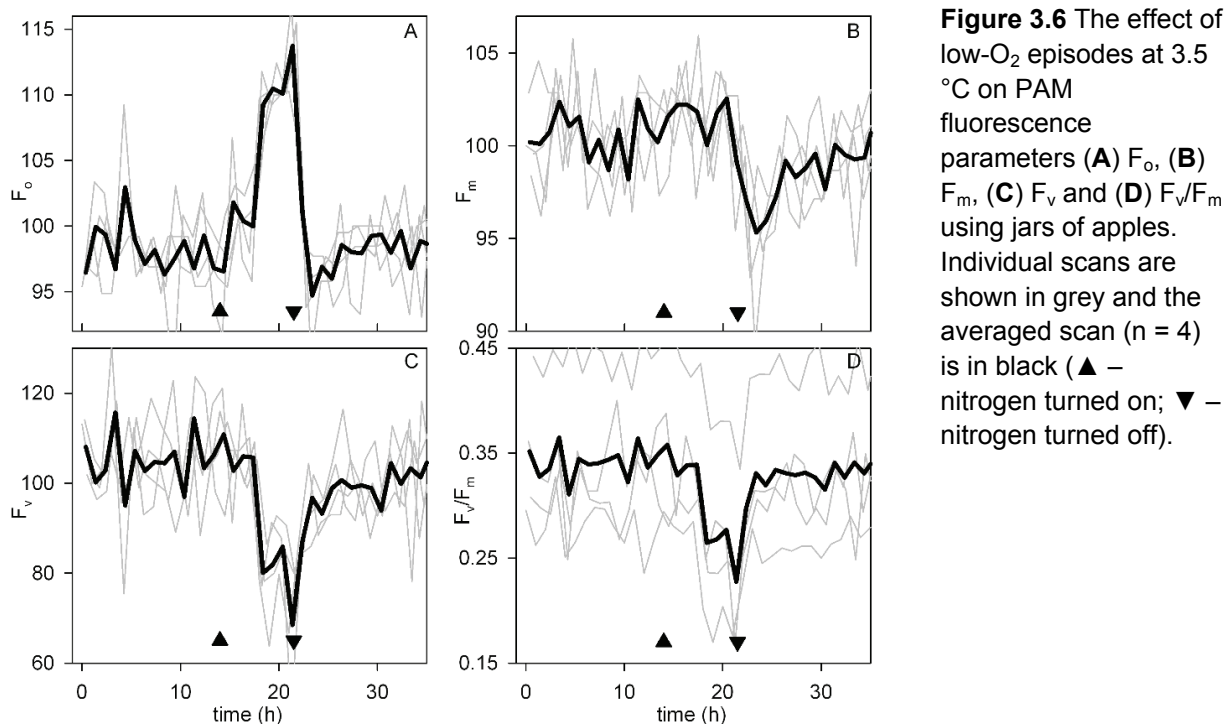 115
110
105
100
95
Fo
A
105
100
95
90
Fm
B
120
100
80
60
Fv
C
0 10 20 30
time (h)
0.45
0.35
0.25
0.15
Fv/Fm
D
0 10 20 30
time (h)
Figure 3.6 The effect of
low-O2 episodes at 3.5
°C on PAM
fluorescence
parameters (A) Fo, (B)
Fm, (C) Fv and (D) Fv/Fm
using jars of apples.
Individual scans are
shown in grey and the
averaged scan (n = 4)
is in black (▲ –
nitrogen turned on; ▼ –
nitrogen turned off).